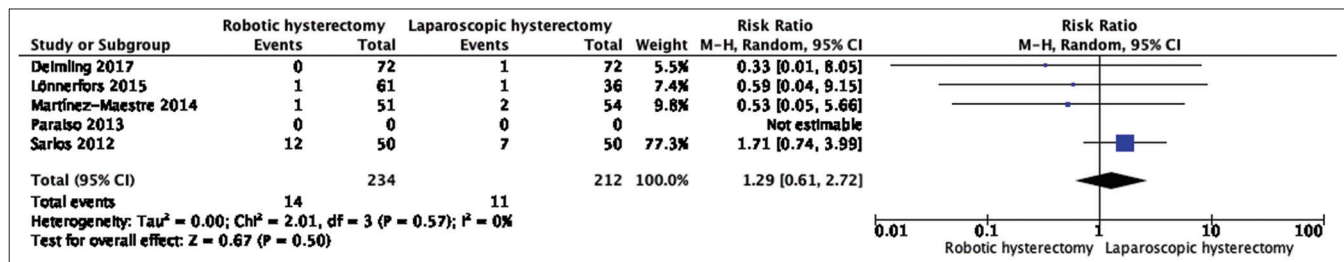 Robotic hysterectomy Laparoscopic hysterectomy Risk Ratio Risk Ratio
Study or Subgroup Events Total Events Total Weight M-H, Random, 95% CI M-H, Random, 95% CI
Deimling 2017 0 72 1 72 5.5% 0.33 [0.01, 8.05]
Lönnerfors 2015 1 61 1 36 7.4% 0.59 [0.04, 9.15]
Martínez-Maestre 2014 1 51 2 54 9.8% 0.53 [0.05, 5.66]
Paraiso 2013 0 0 0 0 Not estimable
Sarlos 2012 12 50 7 50 77.3% 1.71 [0.74, 3.99]
Total (95% CI) 234 212 100.0% 1.29 [0.61, 2.72]
Total events 14 11
Heterogeneity: Tau² = 0.00; Chi² = 2.01, df = 3 (P = 0.57); I² = 0%
Test for overall effect: Z = 0.67 (P = 0.50)
0.01 0.1 1 10 100
Robotic hysterectomy Laparoscopic hysterectomy